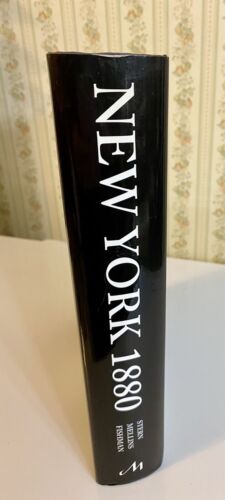 NEW YORK 1880
STERN
MELLINS
FISHMAN
M